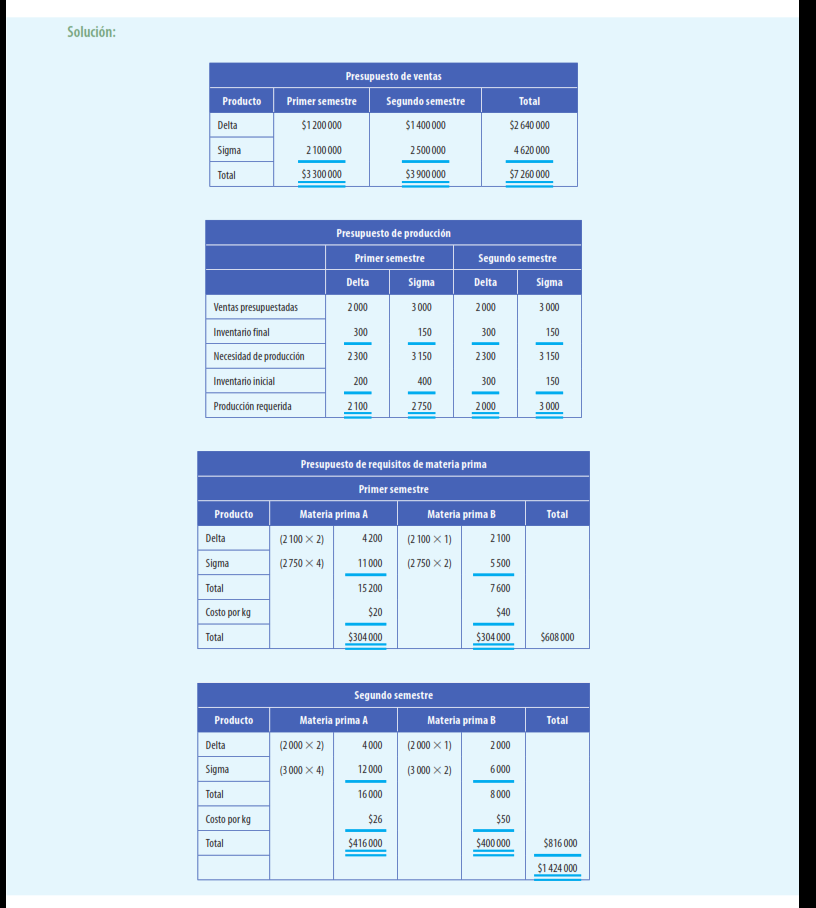 Solución:
Presupuesto de ventas
Producto Primer semestre Segundo semestre Total
Delta $1 200 000 $1 400 000 $2 640 000
Sigma 2 100 000 2 500 000 4 620 000
Total $3 300 000 $3 900 000 $7 260 000
Presupuesto de producción
Primer semestre Segundo semestre
Delta Sigma Delta Sigma
Ventas presupuestadas 2 000 3 000 2 000 3 000
Inventario final 300 150 300 150
Necesidad de producción 2 300 3 150 2 300 3 150
Inventario inicial 200 400 300 150
Producción requerida 2 100 2 750 2 000 3 000
Presupuesto de requisitos de materia prima
Primer semestre
Producto Materia prima A Materia prima B Total
Delta (2 100 × 2) 4 200 (2 100 × 1) 2 100
Sigma (2 750 × 4) 11 000 (2 750 × 2) 5 500
Total 15 200 7 600
Costo por kg $20 $40
Total $304 000 $304 000 $608 000
Segundo semestre
Producto Materia prima A Materia prima B Total
Delta (2 000 × 2) 4 000 (2 000 × 1) 2 000
Sigma (3 000 × 4) 12 000 (3 000 × 2) 6 000
Total 16 000 8 000
Costo por kg $26 $50
Total $416 000 $400 000 $816 000
$1 424 000